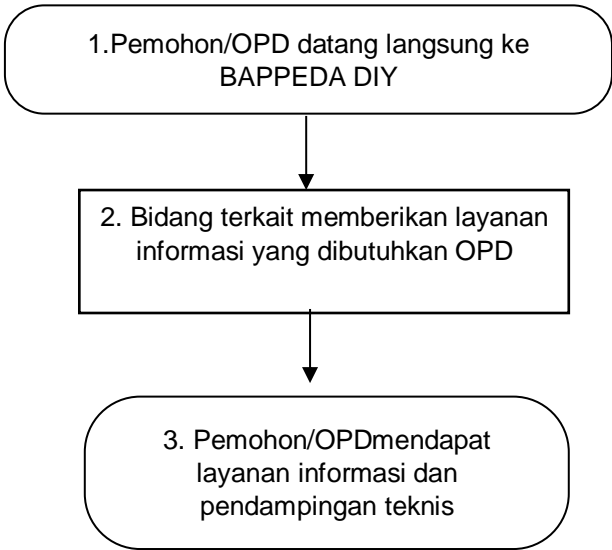 1.Pemohon/OPD datang langsung ke
BAPPEDA DIY
2. Bidang terkait memberikan layanan
informasi yang dibutuhkan OPD
3. Pemohon/OPDmendapat
layanan informasi dan
pendampingan teknis